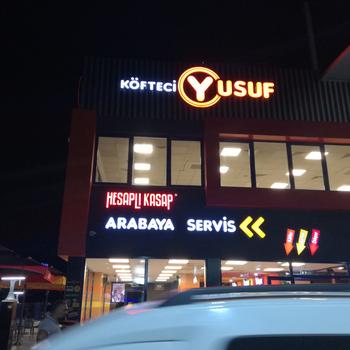 KÖFTECİ YUSUF
HESAPLI KASAP
ARABAYA SERVİS